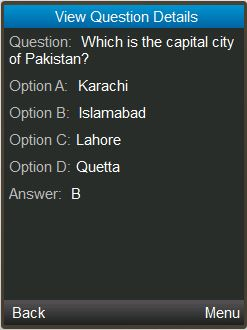 View Question Details
Question: Which is the capital city
of Pakistan?
Option A: Karachi
Option B: Islamabad
Option C: Lahore
Option D: Quetta
Answer: B
Back Menu